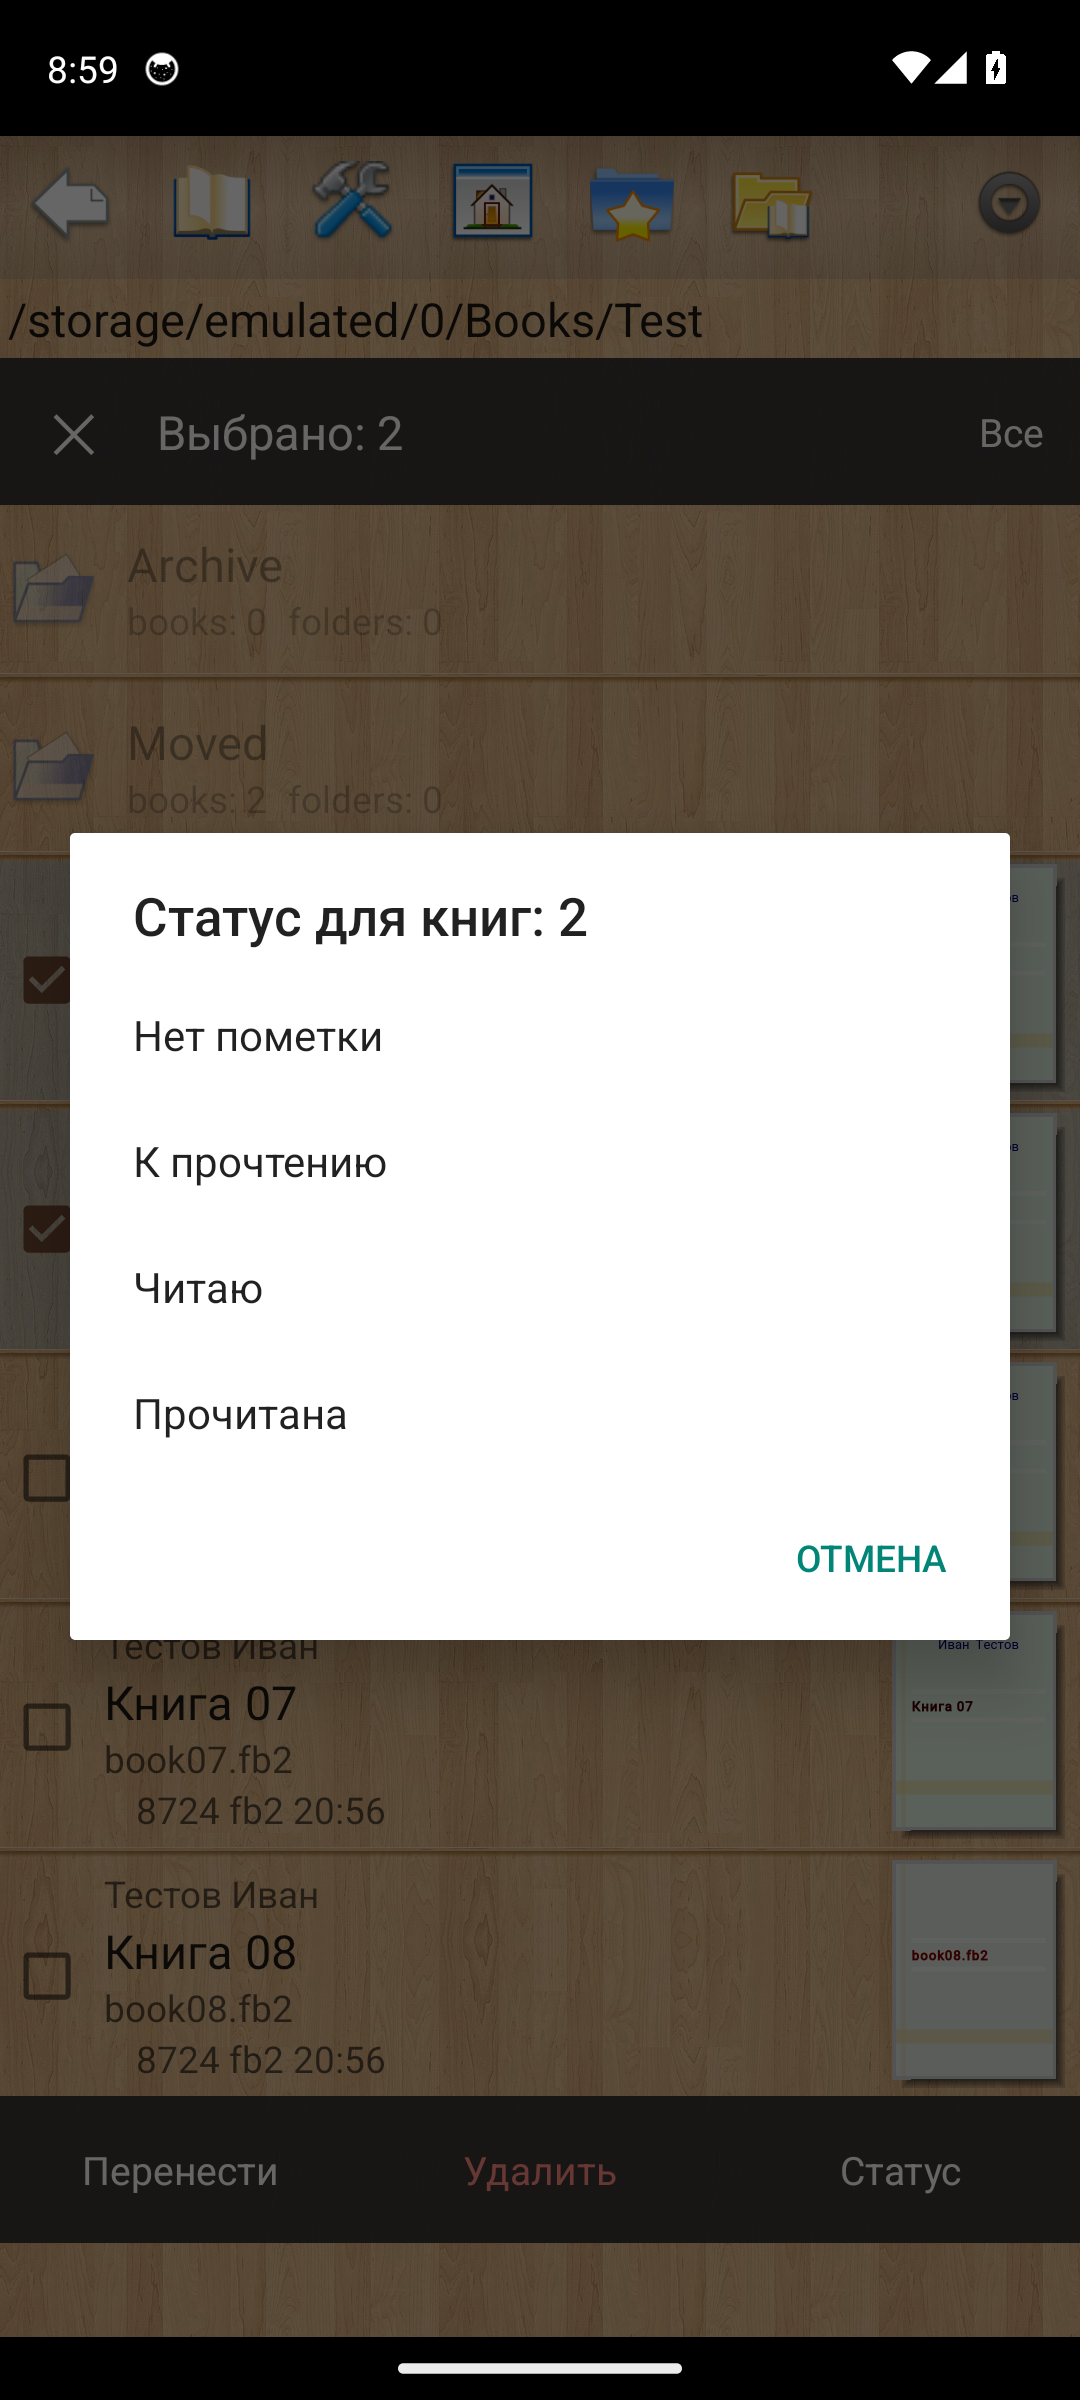 8:59
/storage/emulated/0/Books/Test
Выбрано: 2
Все
Archive
books: 0 folders: 0
Moved
books: 2 folders: 0
Статус для книг: 2
Нет пометки
К прочтению
Читаю
Прочитана
ОТМЕНА
Тестов Иван
Иван Тестов
Книга 07
Книга 07
book07.fb2
8724 fb2 20:56
Тестов Иван
Книга 08
book08.fb2
book08.fb2
8724 fb2 20:56
Перенести
Удалить
Статус